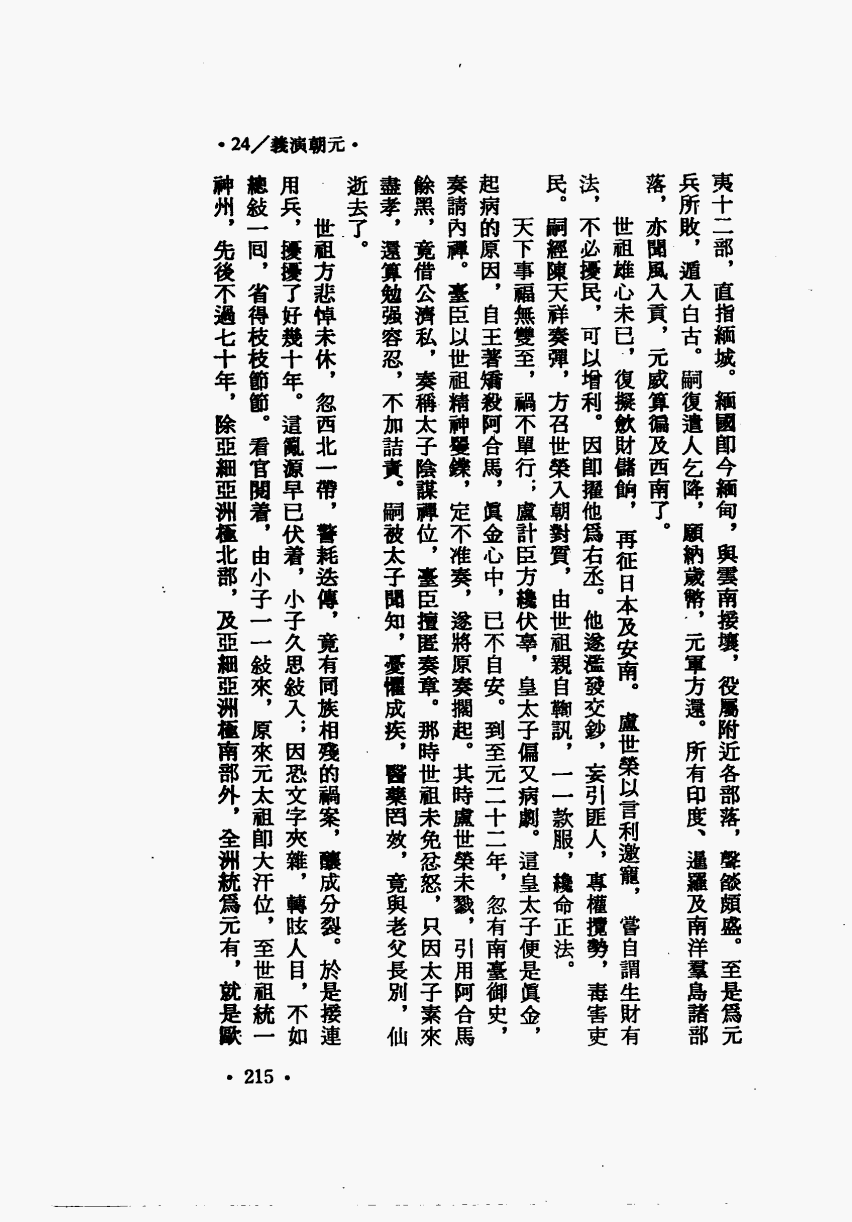 •24/義演朝元•
夷十二部，直指緬城。緬國卽今緬甸，與雲南接壤，役屬附近各部落，聲燄頗盛。至是爲元
兵所敗，遁入白古。嗣復遣人乞降，願納歲幣，元軍方還。所有印度、暹羅及南洋羣島諸部
落，亦聞風入貢，元威算徧及西南了。
世祖雄心未已，復擬斂財儲餉，再征日本及安南。盧世榮以言利邀寵，嘗自謂生財有
法，不必擾民，可以增利。因卽擢他爲右丞。他遂濫發交鈔，妄引匪人，專權攬勢，毒害吏
民。嗣經陳天祥奏彈，方召世榮入朝對質，由世祖親自鞫訊，一一款服，纔命正法。
天下事福無雙至，禍不單行；盧計臣方纔伏辜，皇太子偏又病劇。這皇太子便是眞金，
起病的原因，自王著矯殺阿合馬，眞金心中，已不自安。到至元二十二年，忽有南臺御史，
奏請內禪。臺臣以世祖精神矍鑠，定不准奏，遂將原奏擱起。其時盧世榮未戮，引用阿合馬
餘黑，竟借公濟私，奏稱太子陰謀禪位，臺臣擅匿奏章。那時世祖未免忿怒，只因太子素來
盡孝，還算勉强容忍，不加詰責。嗣被太子聞知，憂懼成疾，醫藥罔效，竟與老父長別，仙
逝去了。
世祖方悲悼未休，忽西北一帶，警耗迭傳，竟有同族相殘的禍案，釀成分裂。於是接連
用兵，擾擾了好幾十年。這亂源早已伏着，小子久思敍入；因恐文字夾雜，轉眩人目，不如
總敍一囘，省得枝枝節節。看官閱着，由小子一一敍來，原來元太祖卽大汗位，至世祖統一
神州，先後不過七十年，除亞細亞洲極北部，及亞細亞洲極南部外，全洲統爲元有，就是歐
•215•